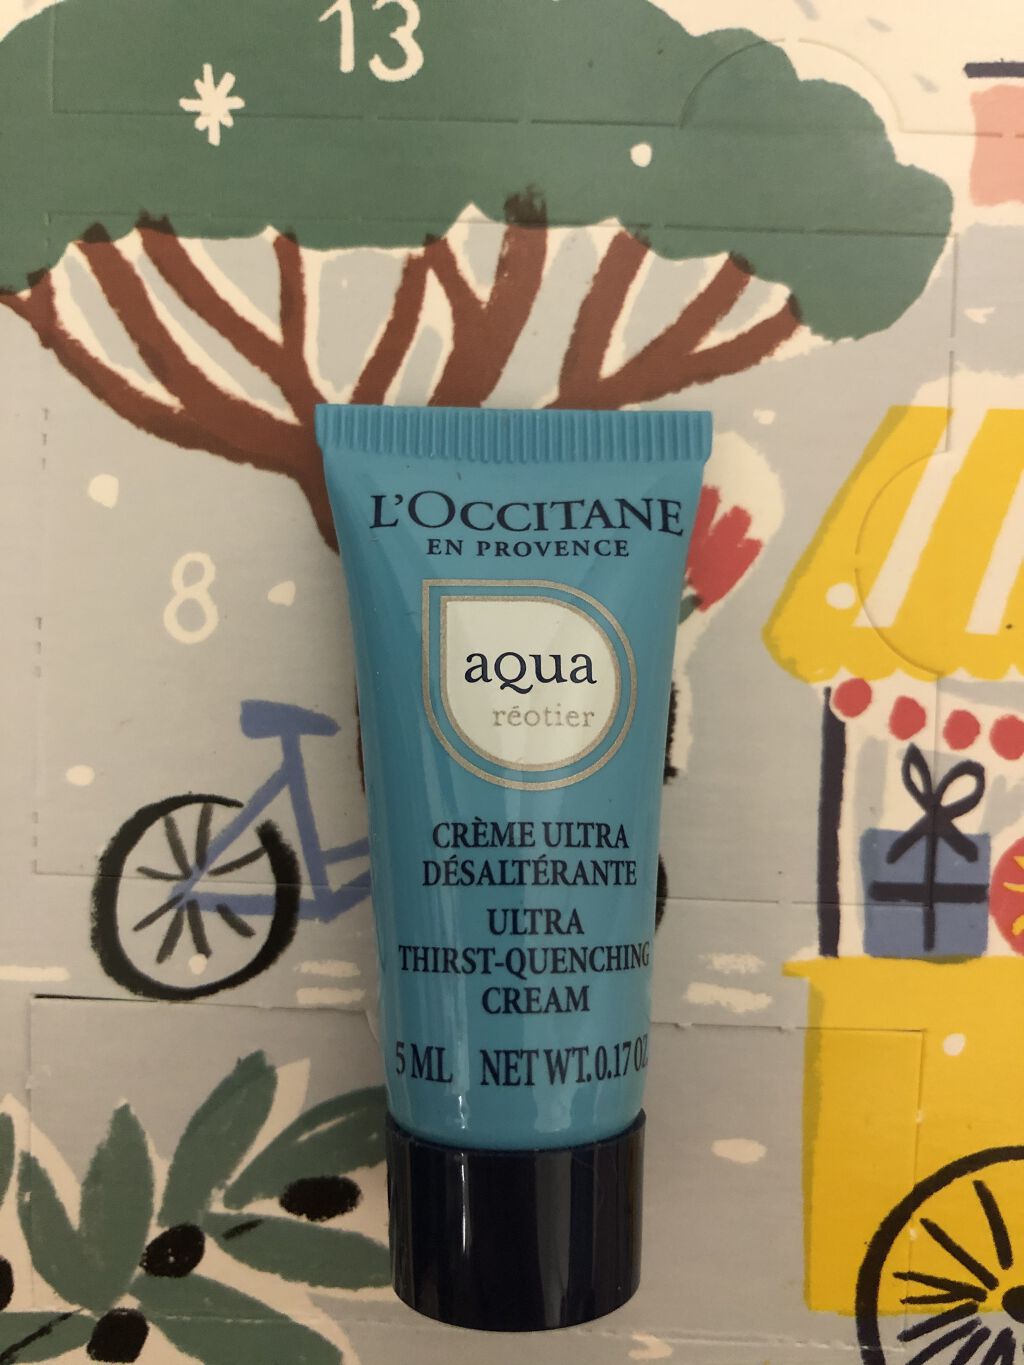 13
8
L'OCCITANE
EN PROVENCE
aqua
réotier
CRÈME ULTRA
DÉSALTÉRANTE
ULTRA
THIRST-QUENCHING
CREAM
5 ML NET WT. 0.17 OZ.